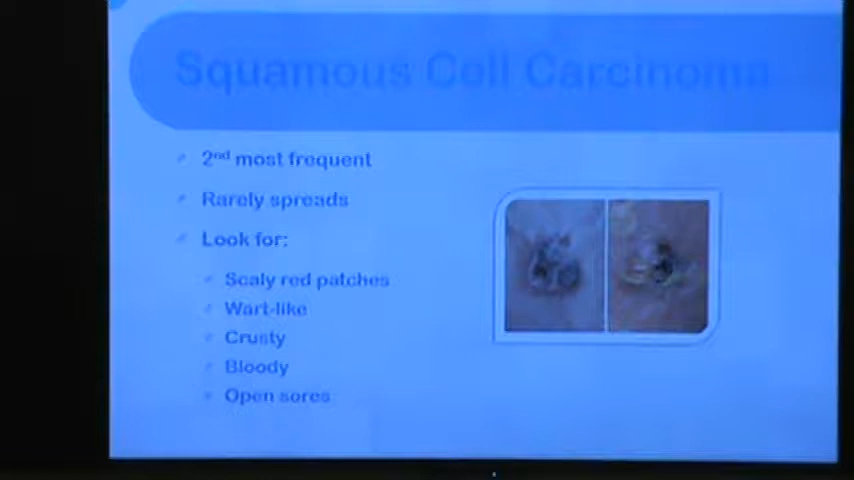 Squamous Cell Carcinoma
2nd most frequent
Rarely spreads
Look for:
Scaly red patches
Wart-like
Crusty
Bloody
Open sores